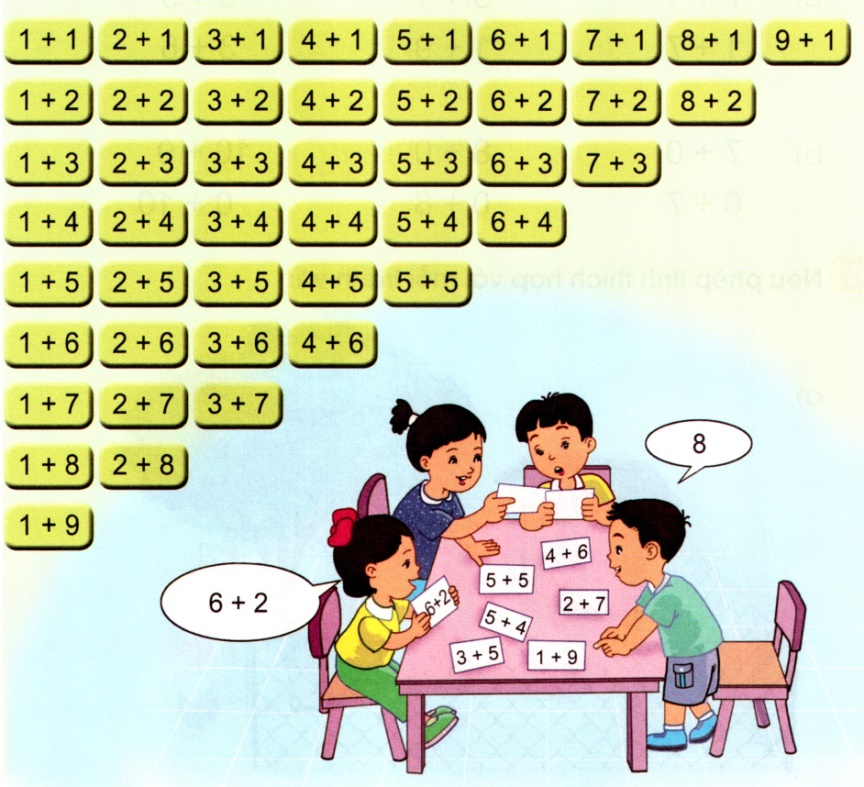 1 + 1 2 + 1 3 + 1 4 + 1 5 + 1 6 + 1 7 + 1 8 + 1 9 + 1
1 + 2 2 + 2 3 + 2 4 + 2 5 + 2 6 + 2 7 + 2 8 + 2
1 + 3 2 + 3 3 + 3 4 + 3 5 + 3 6 + 3 7 + 3
1 + 4 2 + 4 3 + 4 4 + 4 5 + 4 6 + 4
1 + 5 2 + 5 3 + 5 4 + 5 5 + 5
1 + 6 2 + 6 3 + 6 4 + 6
1 + 7 2 + 7 3 + 7
1 + 8 2 + 8
1 + 9
8
6 + 2
4 + 6
5 + 5
6+2
2 + 7
5 + 4
3 + 5
1 + 9